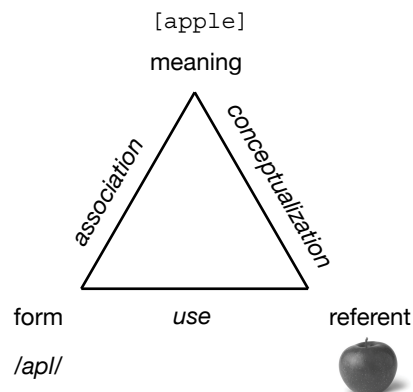 [apple]
meaning
association
conceptualization
form
use
referent
/apl/